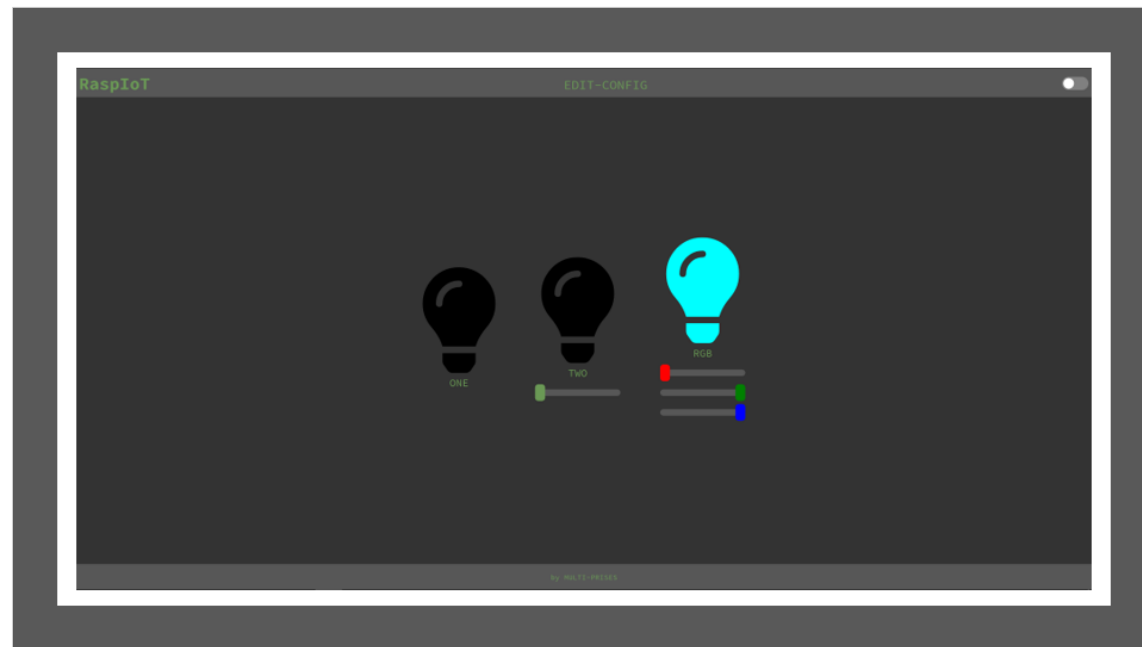 RaspIoT
EDIT-CONFIG
ONE
TWO
RGB
by MULTI-PRISES